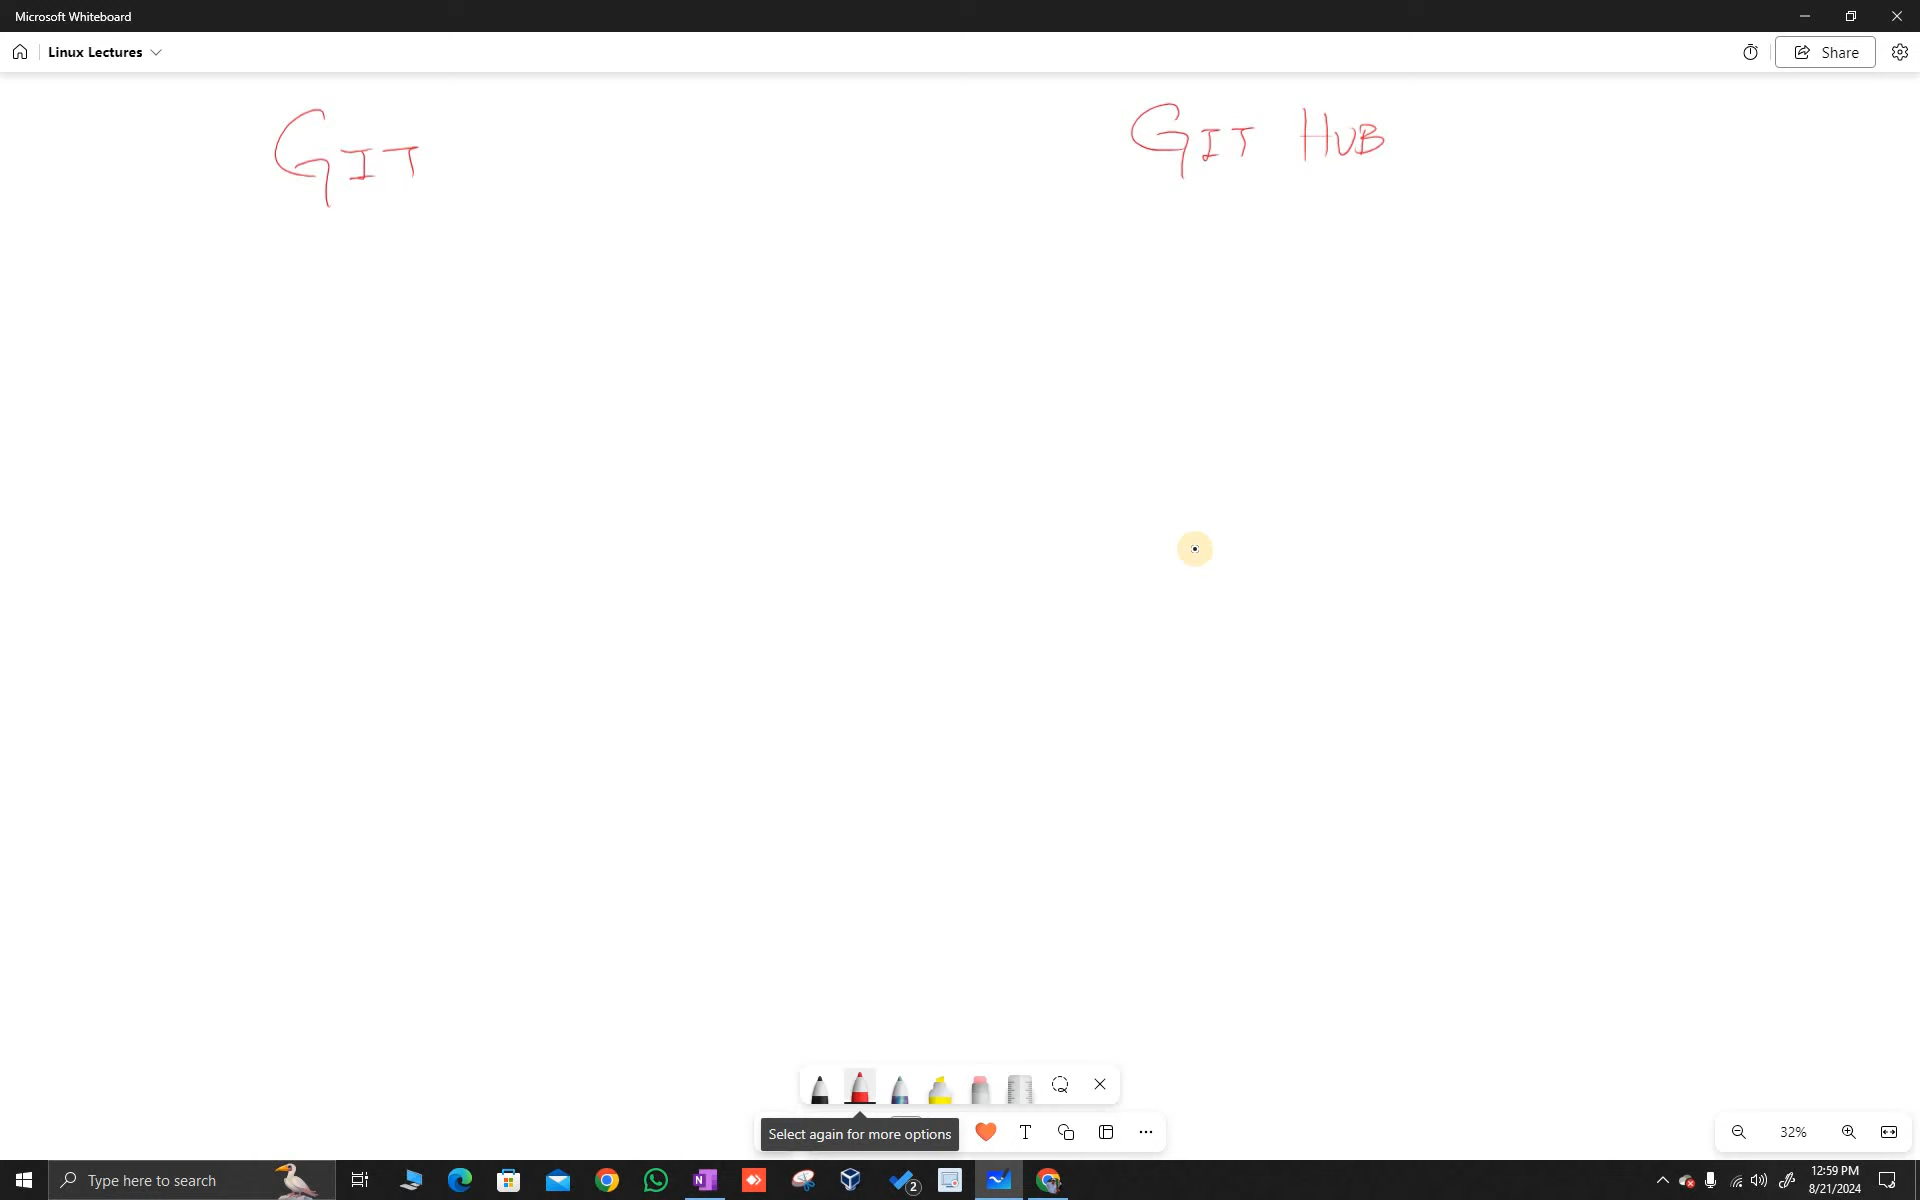 Microsoft Whiteboard
Linux Lectures
Share
GIT
GIT HUB
Select again for more options
T
32%
Type here to search
N
2
12:59 PM
8/21/2024